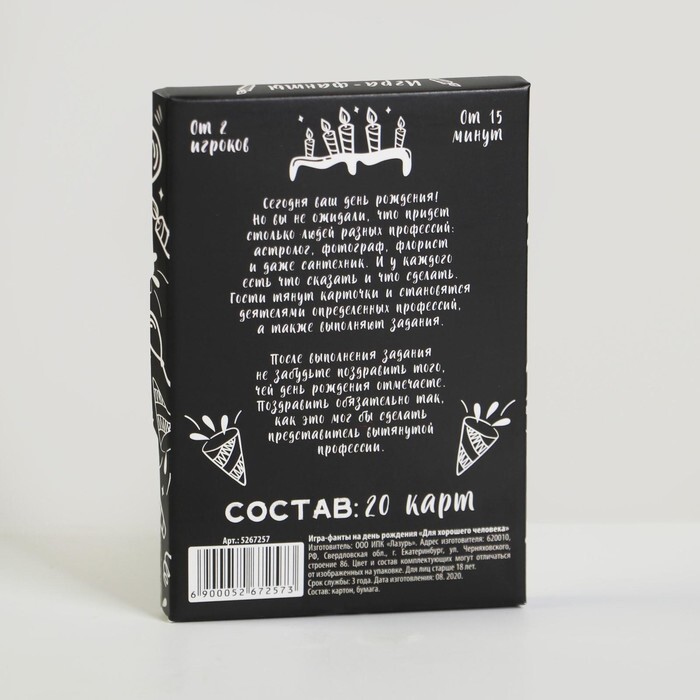 Игра-фанты
От 2
игроков
От 15
минут
Сегодня ваш день рождения!
Но вы не ожидали, что придет
столько людей разных профессий:
астролог, фотограф, флорист
и даже сантехник. И у каждого
есть что сказать и что сделать.
Гости тянут карточки и становятся
деятелями определенных профессий,
а также выполняют задания.
После выполнения задания
не забудьте поздравить того,
чей день рождения отмечаете.
Поздравить обязательно так,
как это мог бы сделать
представитель вытянутой
профессии.
СОСТАВ: 20 карт
Арт.: 5267257
6 900052 672573
Игра-фанты на день рождения «Для хорошего человека»
Изготовитель: ООО ИПК «Лазурь». Адрес изготовителя: 620010,
РФ, Свердловская обл., г. Екатеринбург, ул. Черняховского,
строение 86. Цвет и состав комплектующих могут отличаться
от изображенных на упаковке. Для лиц старше 18 лет.
Срок службы: 3 года. Дата изготовления: 08. 2020.
Состав: картон, бумага.